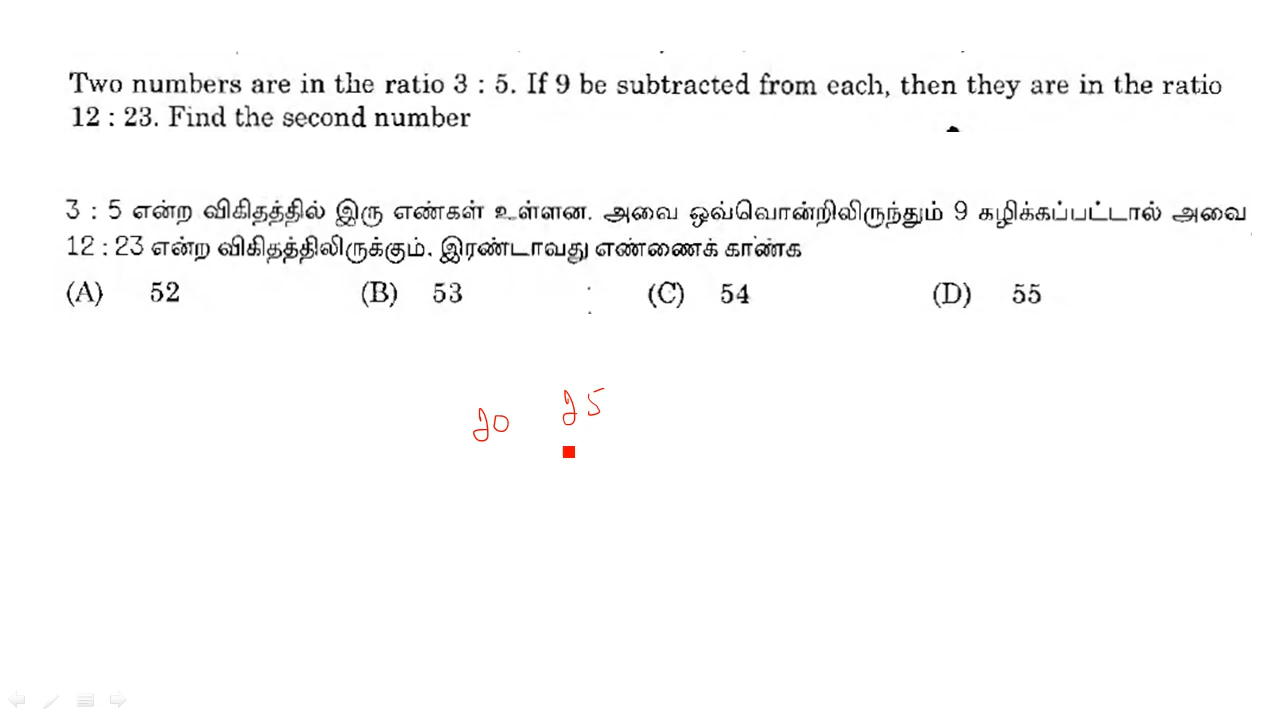 Two numbers are in the ratio 3 : 5. If 9 be subtracted from each, then they are in the ratio
12 : 23. Find the second number
3 : 5 என்ற விகிதத்தில் இரு எண்கள் உள்ளன. அவை ஒவ்வொன்றிலிருந்தும் 9 கழிக்கப்பட்டால் அவை
12 : 23 என்ற விகிதத்திலிருக்கும். இரண்டாவது எண்ணைக் காண்க
(A) 52 (B) 53 (C) 54 (D) 55
20 25